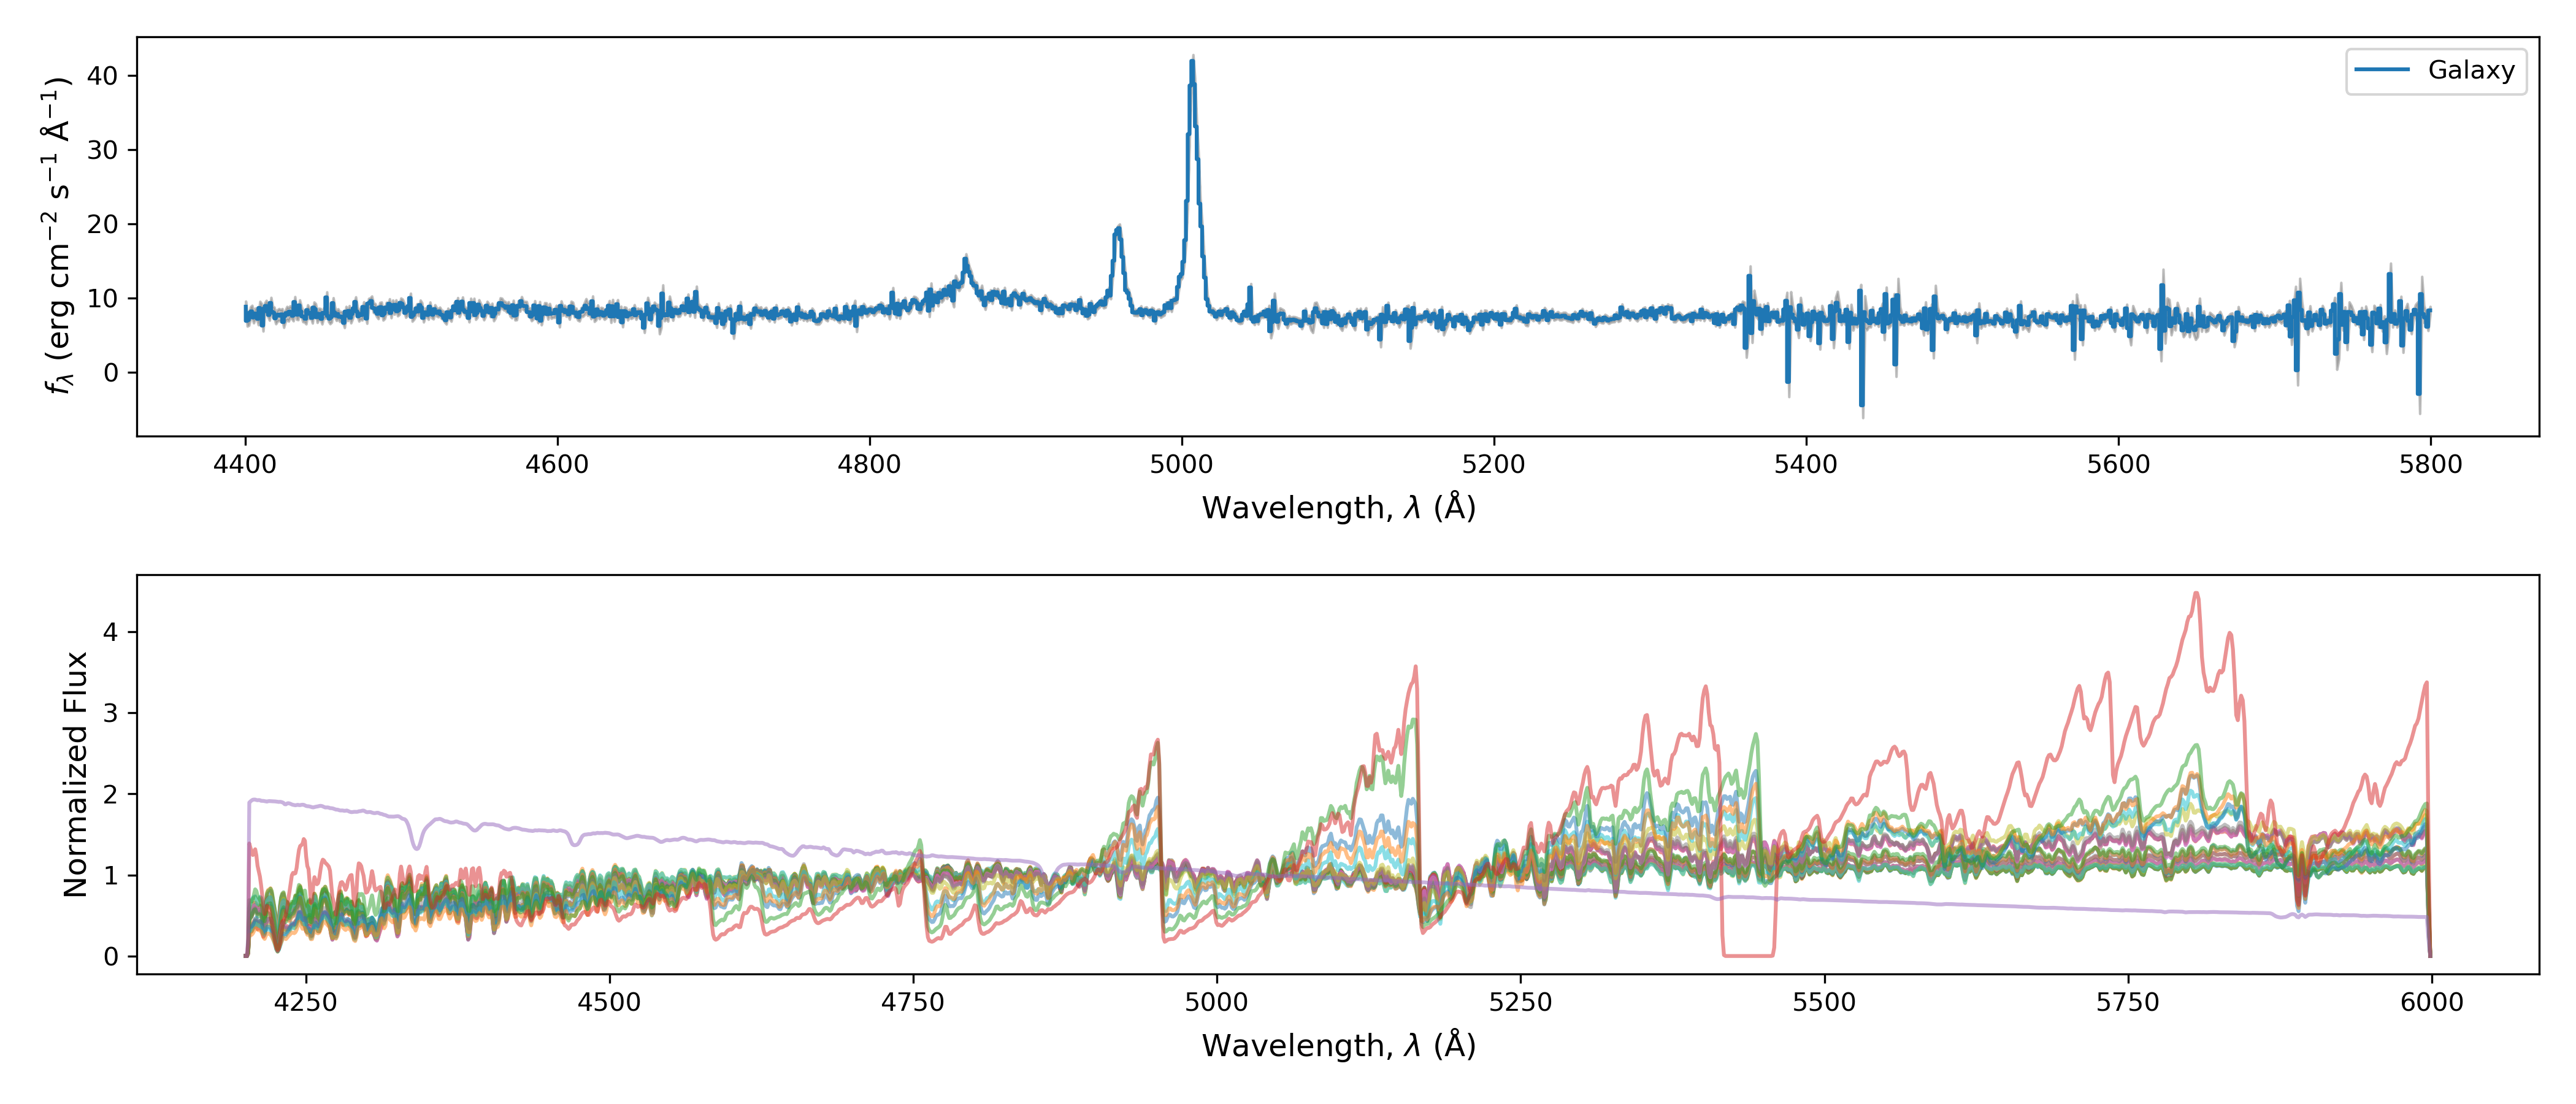 40
30
20
10
0
f_λ (erg cm⁻² s⁻¹ Å⁻¹)
Galaxy
4400 4600 4800 5000 5200 5400 5600 5800
Wavelength, λ (Å)
4
3
2
1
0
Normalized Flux
4250 4500 4750 5000 5250 5500 5750 6000
Wavelength, λ (Å)